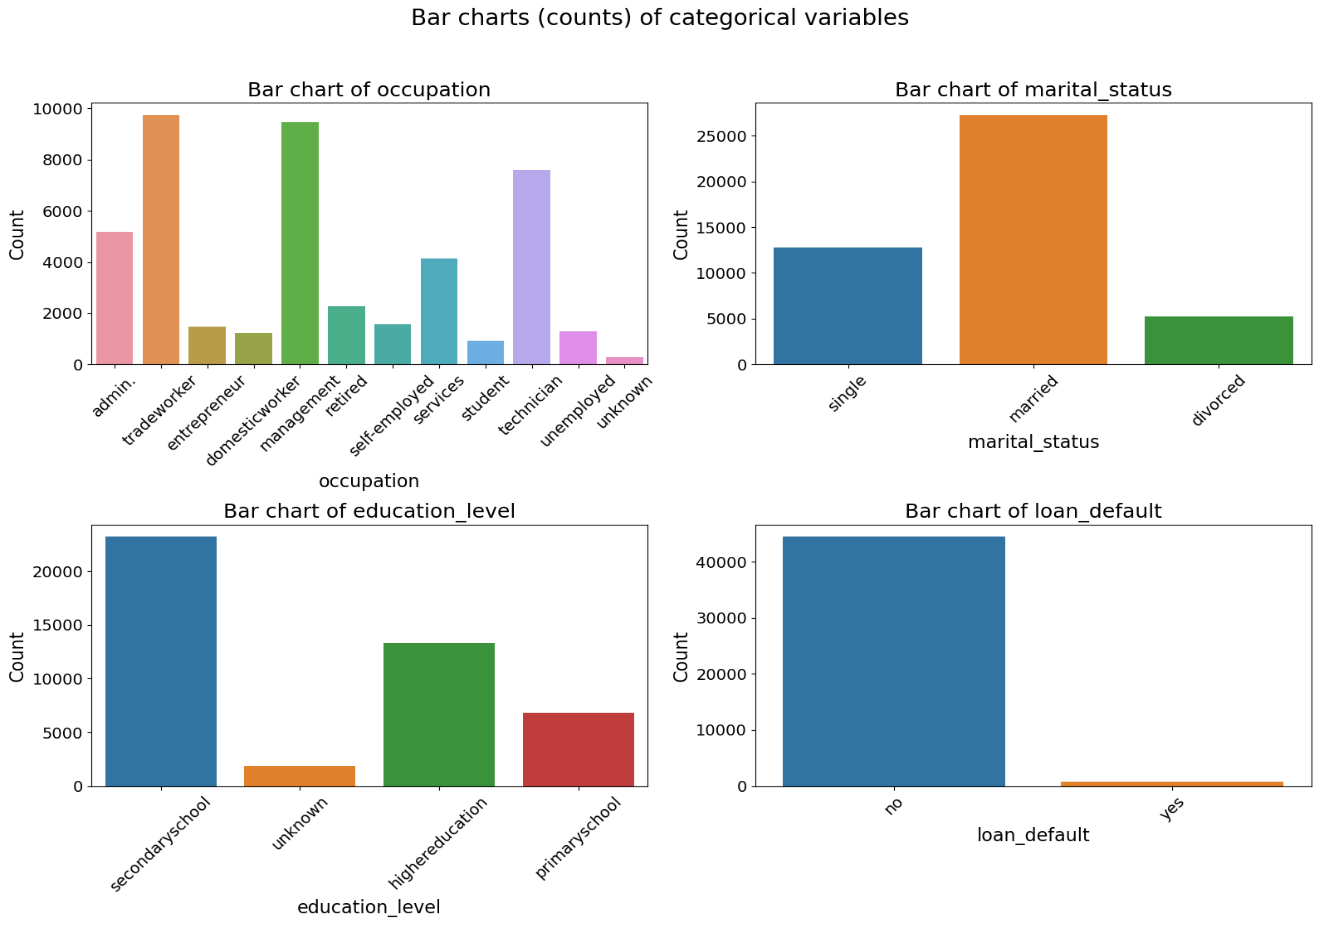 Bar charts (counts) of categorical variables
Bar chart of occupation
Count
10000
8000
6000
4000
2000
0
admin.
tradeworker
entrepreneur
domesticworker
management
retired
self-employed
services
student
technician
unemployed
unknown
occupation
Bar chart of marital_status
Count
25000
20000
15000
10000
5000
0
single
married
divorced
marital_status
Bar chart of education_level
Count
20000
15000
10000
5000
0
secondaryschool
unknown
highereducation
primaryschool
education_level
Bar chart of loan_default
Count
40000
30000
20000
10000
0
no
yes
loan_default